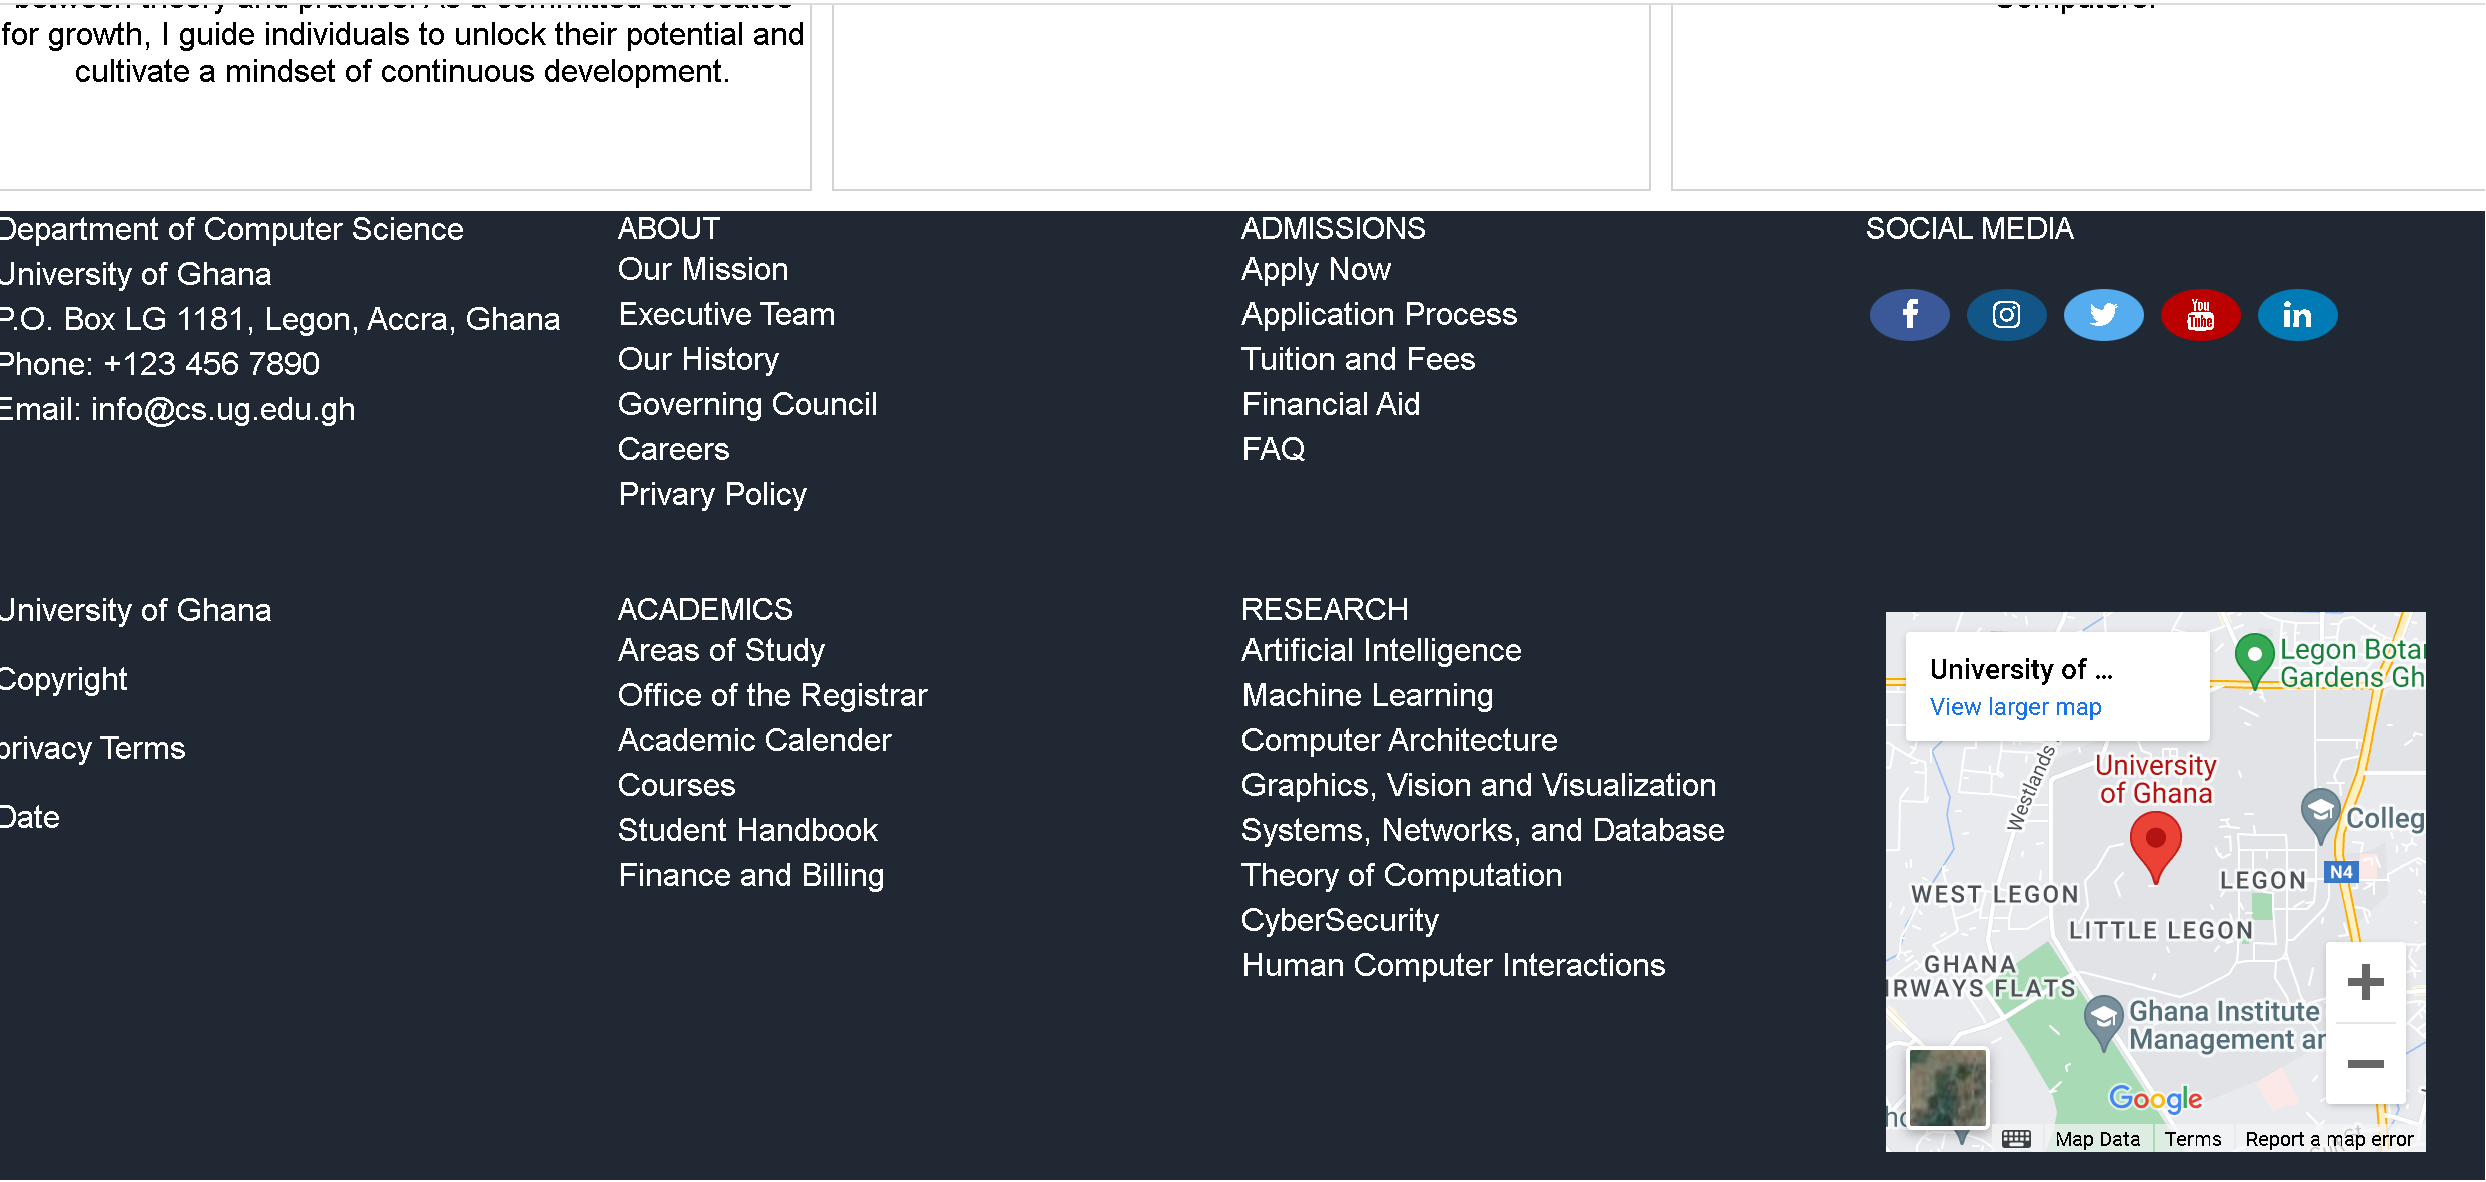 for growth, I guide individuals to unlock their potential and
cultivate a mindset of continuous development.
Computers.
Department of Computer Science
University of Ghana
P.O. Box LG 1181, Legon, Accra, Ghana
Phone: +123 456 7890
Email: info@cs.ug.edu.gh
ABOUT
Our Mission
Executive Team
Our History
Governing Council
Careers
Privary Policy
ADMISSIONS
Apply Now
Application Process
Tuition and Fees
Financial Aid
FAQ
SOCIAL MEDIA
You
Tube
in
University of Ghana
Copyright
privacy Terms
Date
ACADEMICS
Areas of Study
Office of the Registrar
Academic Calender
Courses
Student Handbook
Finance and Billing
RESEARCH
Artificial Intelligence
Machine Learning
Computer Architecture
Graphics, Vision and Visualization
Systems, Networks, and Database
Theory of Computation
CyberSecurity
Human Computer Interactions
University of ...
View larger map
Legon Botan
Gardens Gh
Westlands
University
of Ghana
Colleg
N4
LEGON
WEST LEGON
LITTLE LEGON
GHANA
IRWAYS FLATS
Ghana Institute
Management an
Google
Map Data
Terms
Report a map error